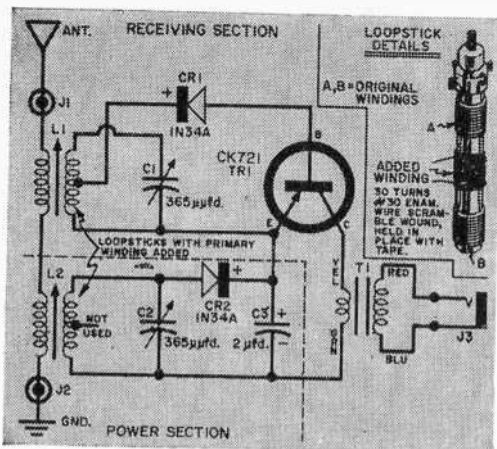 ANT.
RECEIVING SECTION
LOOPSTICK
DETAILS
A,B=ORIGINAL
WINDINGS
J1
+
CR1
1N34A
L1
C1
365µµfd.
CK721
TR1
B
E
C
A
ADDED
WINDING
30 TURNS
#30 ENAM.
WIRE SCRAM-
BLE WOUND,
HELD IN
PLACE WITH
TAPE.
B
LOOPSTICKS WITH PRIMARY
WINDING ADDED
L2
NOT
USED
C2
365µµfd.
+
CR2
1N34A
C3
+
2 µfd.
-
YEL
GRN
T1
RED
BLU
J3
J2
GND.
POWER SECTION